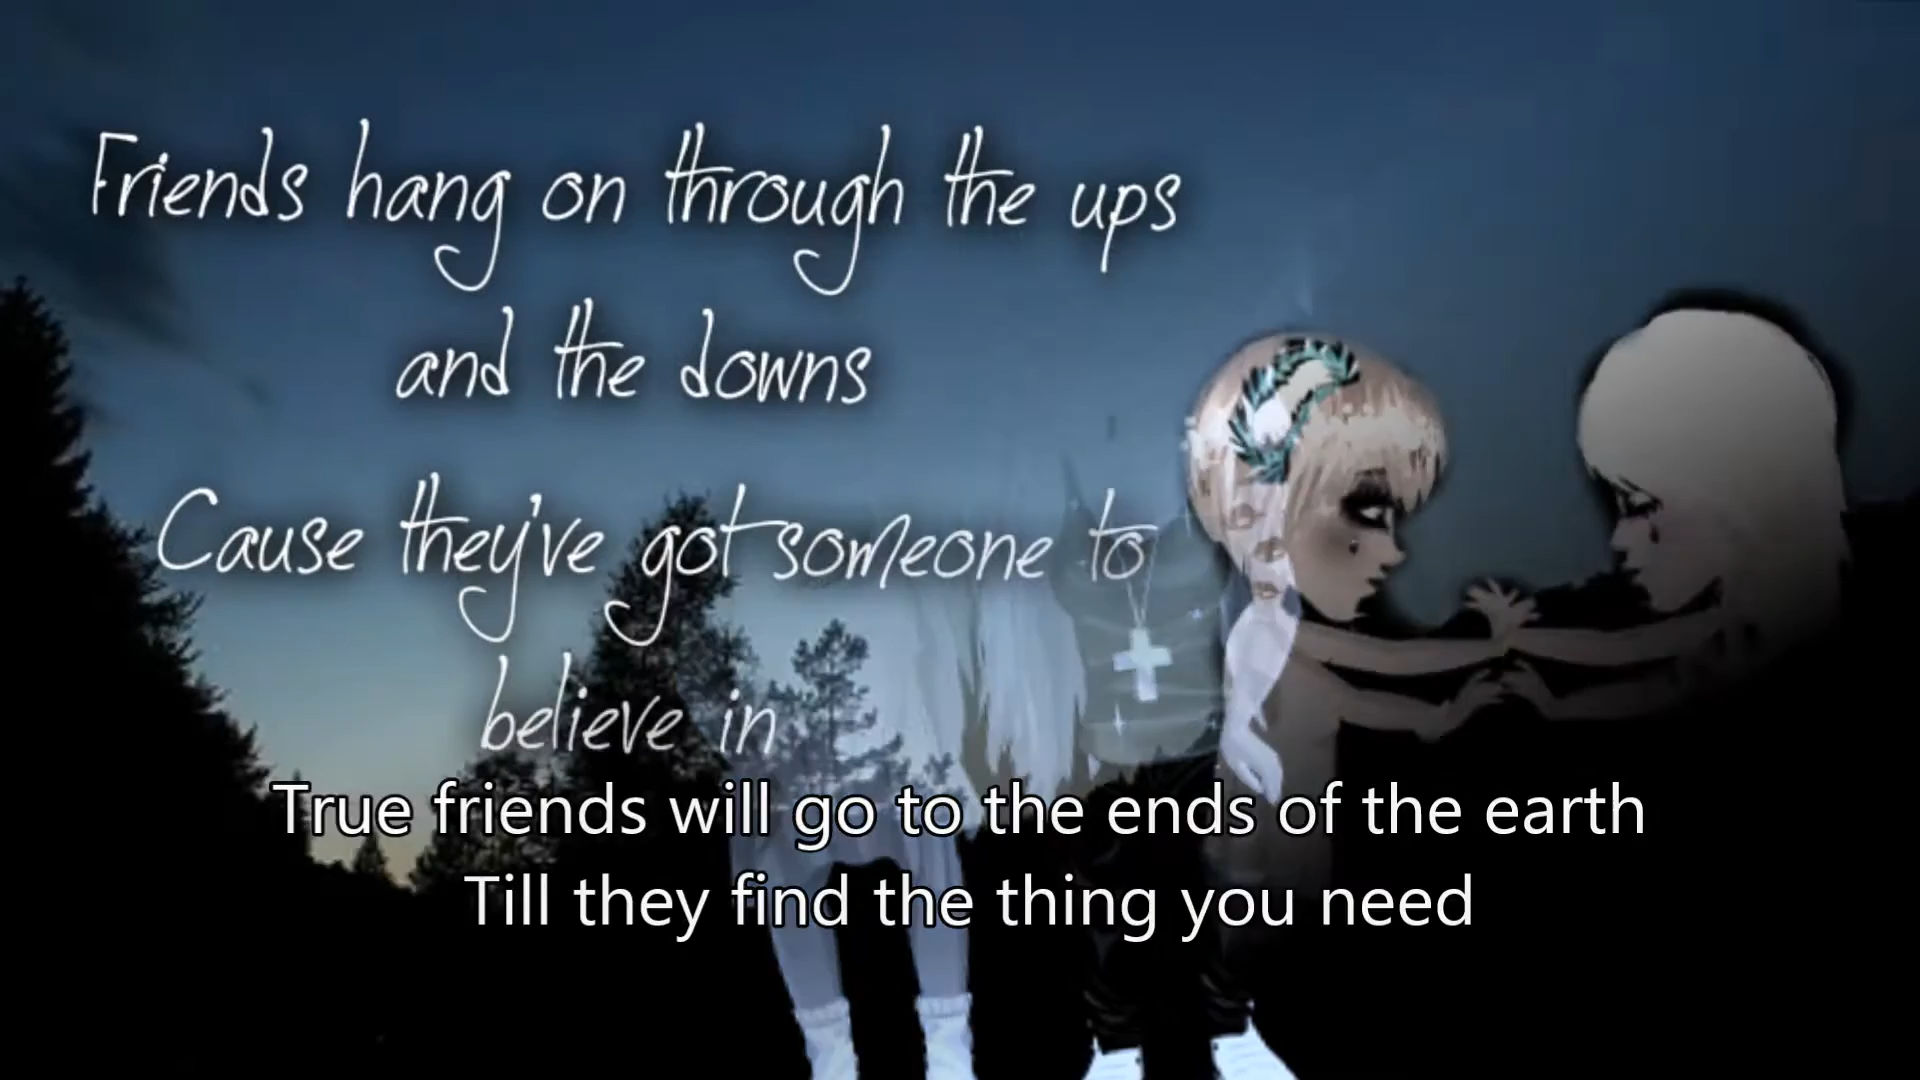 Friends hang on through the ups
and the downs
Cause they've got someone to
believe in
True friends will go to the ends of the earth
Till they find the thing you need